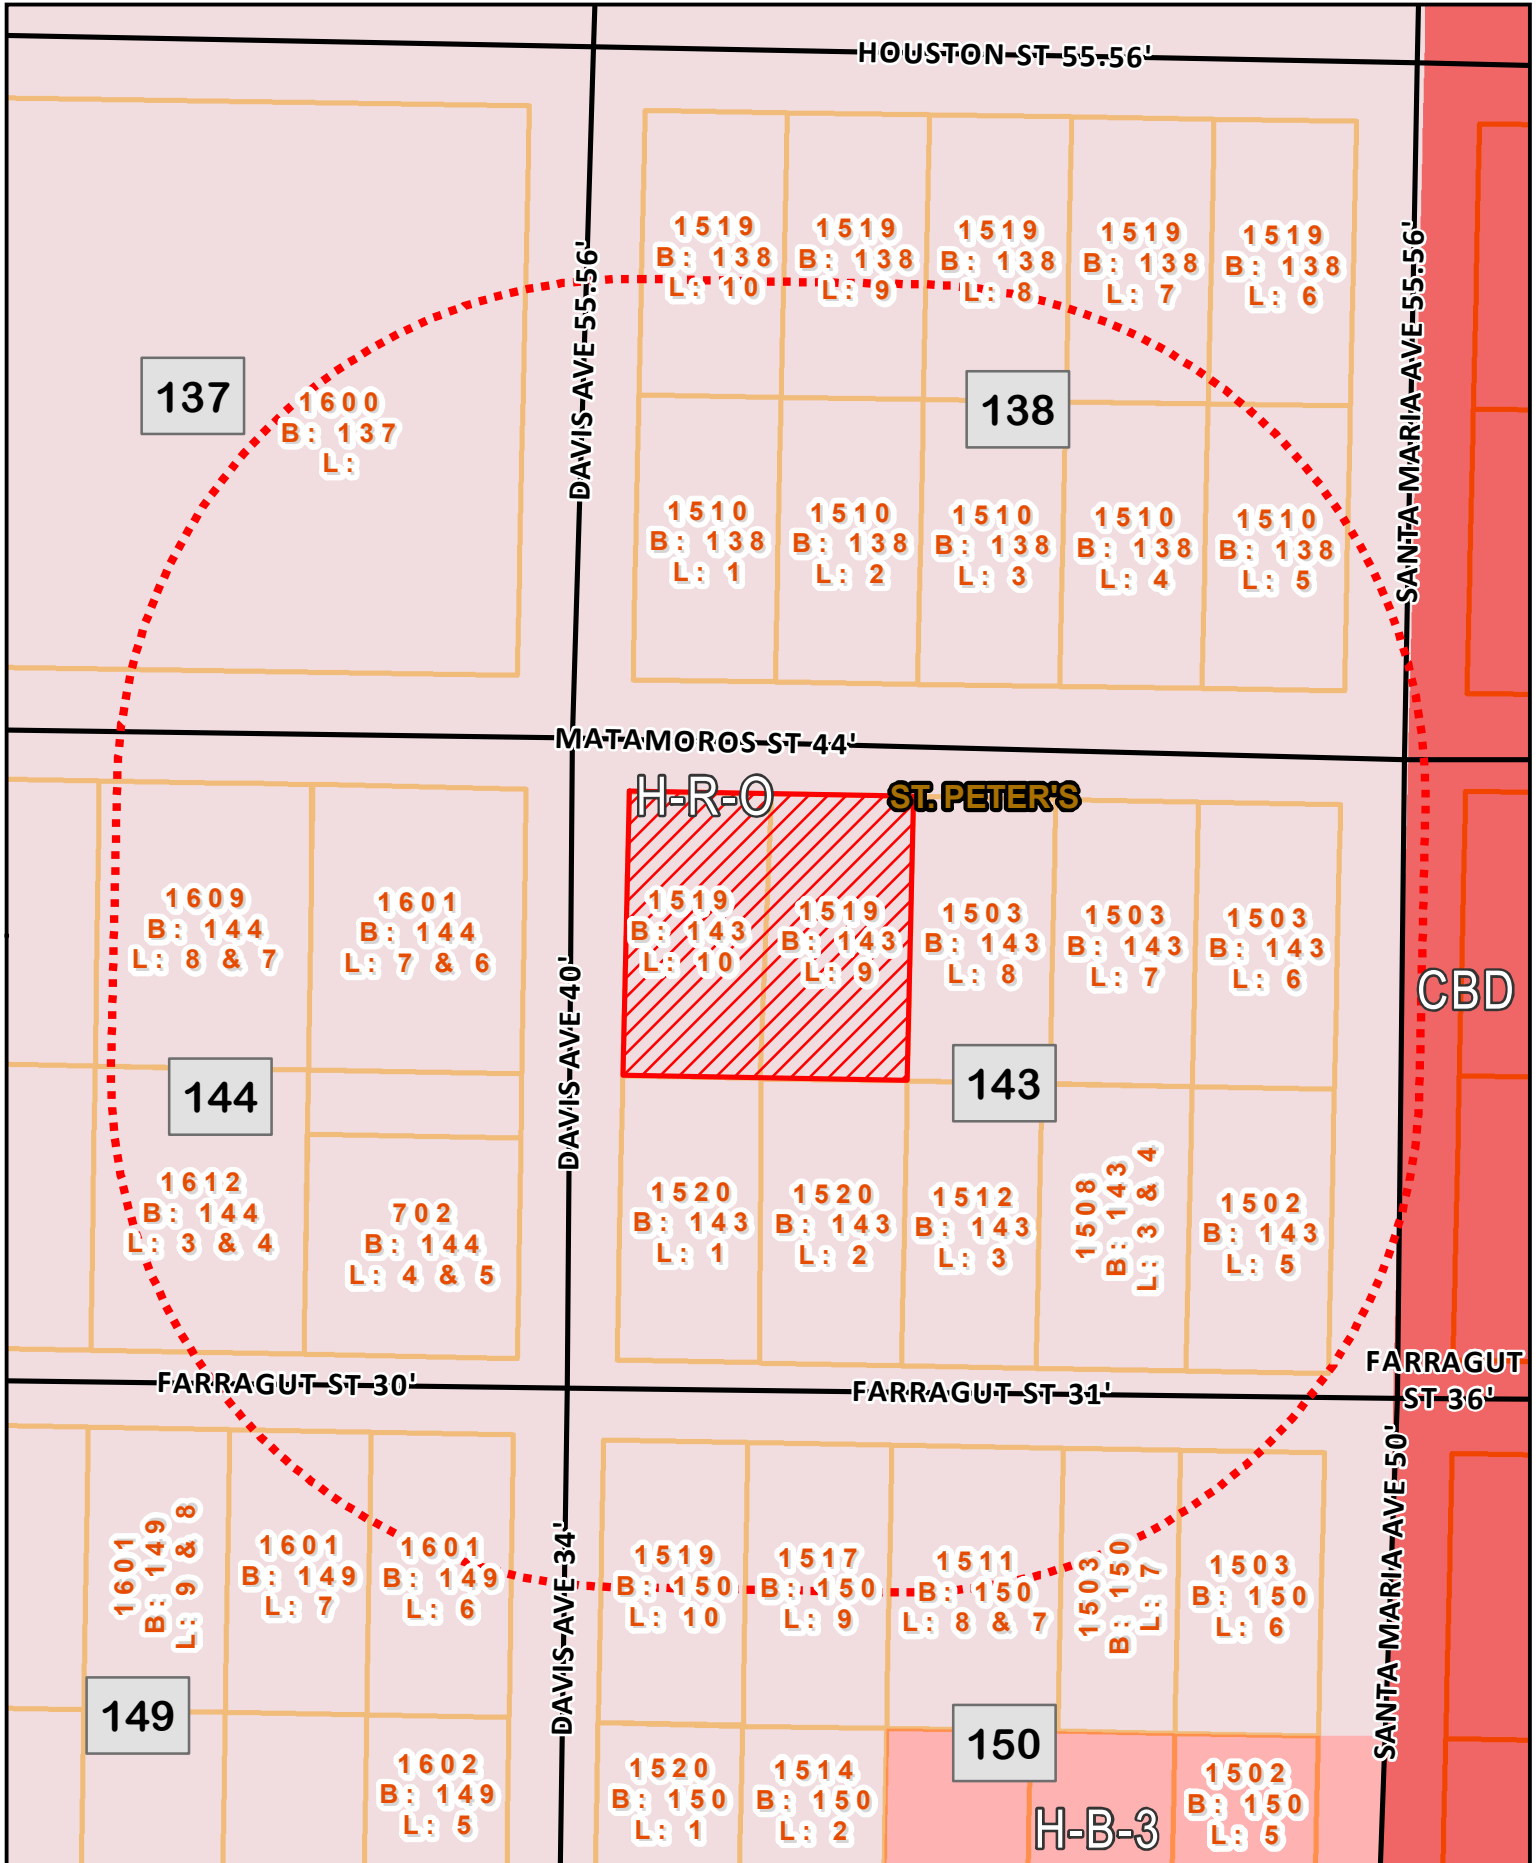 HOUSTON ST 55.56'
DAVIS AVE 55.56'
SANTA MARIA AVE 55.56'
1519
B: 138
L: 10
1519
B: 138
L: 9
1519
B: 138
L: 8
1519
B: 138
L: 7
1519
B: 138
L: 6
137
1600
B: 137
L:
138
1510
B: 138
L: 1
1510
B: 138
L: 2
1510
B: 138
L: 3
1510
B: 138
L: 4
1510
B: 138
L: 5
MATAMOROS ST 44'
H-R-O
ST. PETER'S
1609
B: 144
L: 8 & 7
1601
B: 144
L: 7 & 6
DAVIS AVE 40'
1519
B: 143
L: 10
1519
B: 143
L: 9
1503
B: 143
L: 8
1503
B: 143
L: 7
1503
B: 143
L: 6
CBD
144
143
1612
B: 144
L: 3 & 4
702
B: 144
L: 4 & 5
1520
B: 143
L: 1
1520
B: 143
L: 2
1512
B: 143
L: 3
1508
B: 143
L: 3 & 4
1502
B: 143
L: 5
FARRAGUT ST 30'
FARRAGUT ST 31'
FARRAGUT
ST 36'
1601
B: 149
L: 9 & 8
1601
B: 149
L: 7
1601
B: 149
L: 6
DAVIS AVE 34'
1519
B: 150
L: 10
1517
B: 150
L: 9
1511
B: 150
L: 8 & 7
1503
B: 150
L: 7
1503
B: 150
L: 6
SANTA MARIA AVE 50'
149
150
1602
B: 149
L: 5
1520
B: 150
L: 1
1514
B: 150
L: 2
H-B-3
1502
B: 150
L: 5